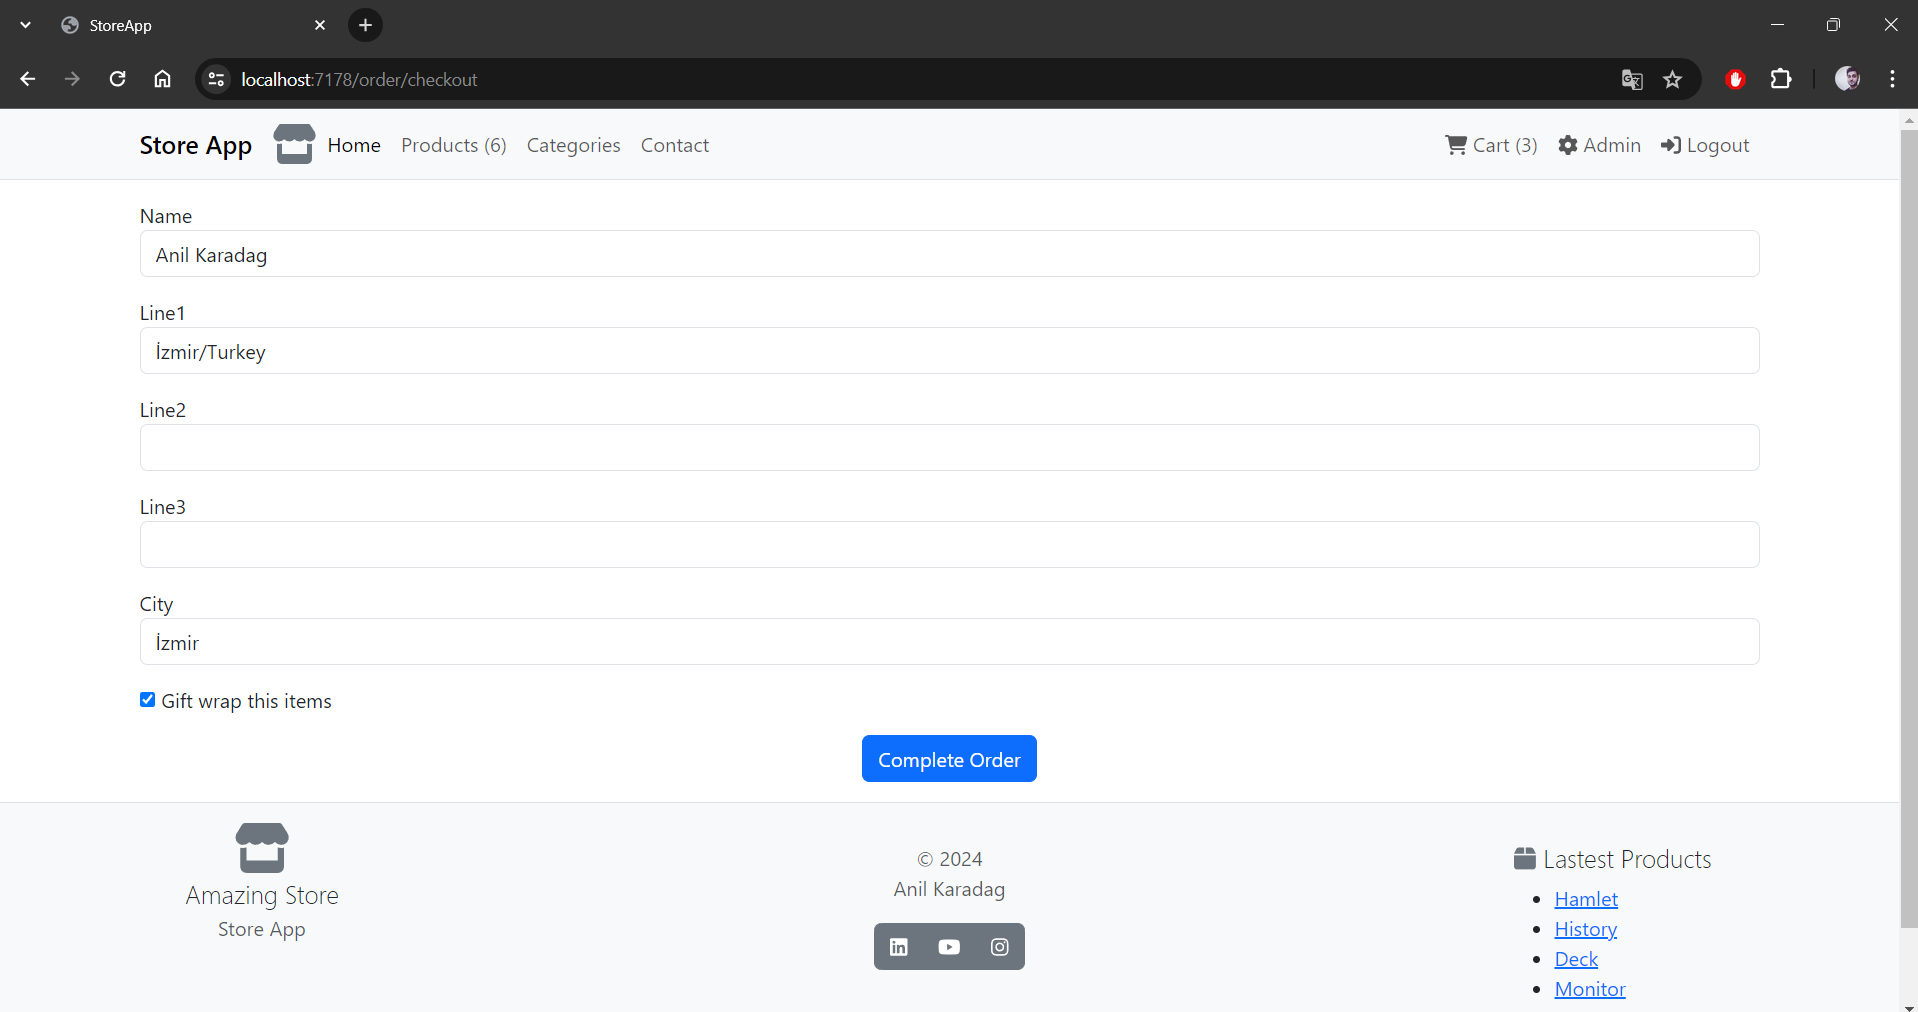 StoreApp
localhost:7178/order/checkout
Store App Home Products (6) Categories Contact Cart (3) Admin Logout
Name
Anil Karadag
Line1
İzmir/Turkey
Line2
Line3
City
İzmir
Gift wrap this items
Complete Order
Amazing Store
Store App
© 2024
Anil Karadag
Lastest Products
Hamlet
History
Deck
Monitor